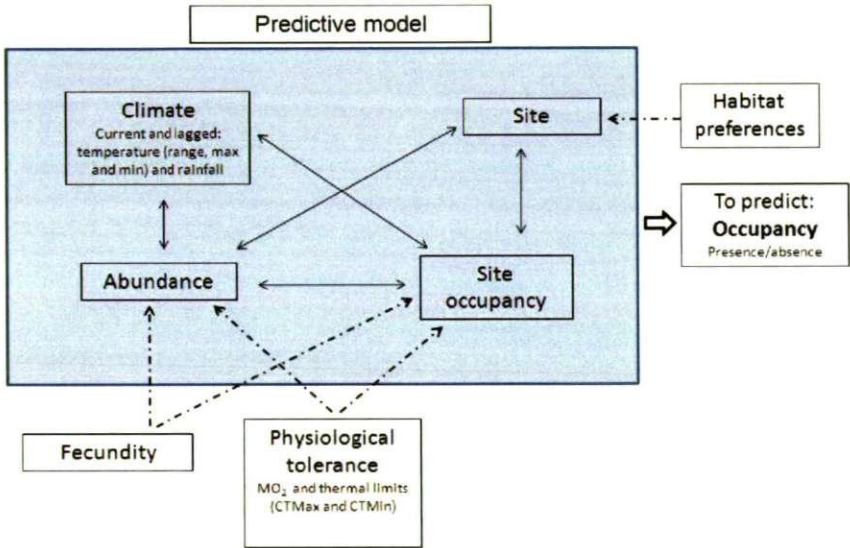 Predictive model
Climate
Current and lagged:
temperature (range, max
and min) and rainfall
Site
Habitat
preferences
To predict:
Occupancy
Presence/absence
Abundance
Site
occupancy
Fecundity
Physiological
tolerance
MO₂ and thermal limits
(CTMax and CTMin)